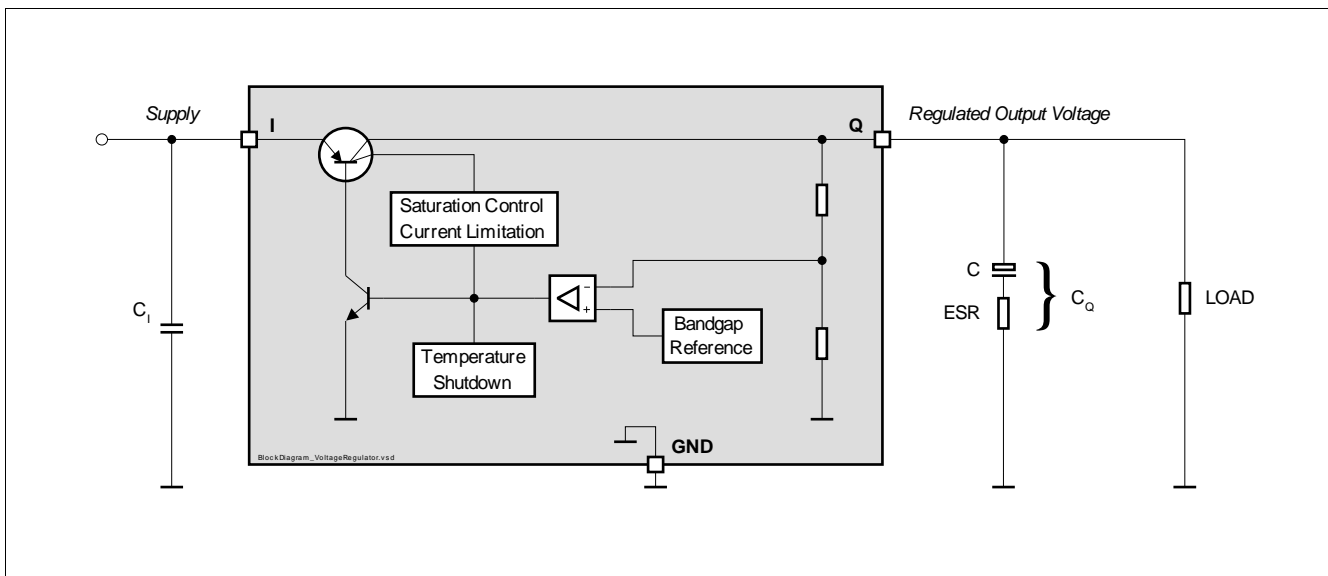 Supply
I
Q
Regulated Output Voltage
Saturation Control
Current Limitation
C
ESR
}
C_Q
LOAD
C_I
−
+
Bandgap
Reference
Temperature
Shutdown
GND
BlockDiagram_VoltageRegulator.vsd